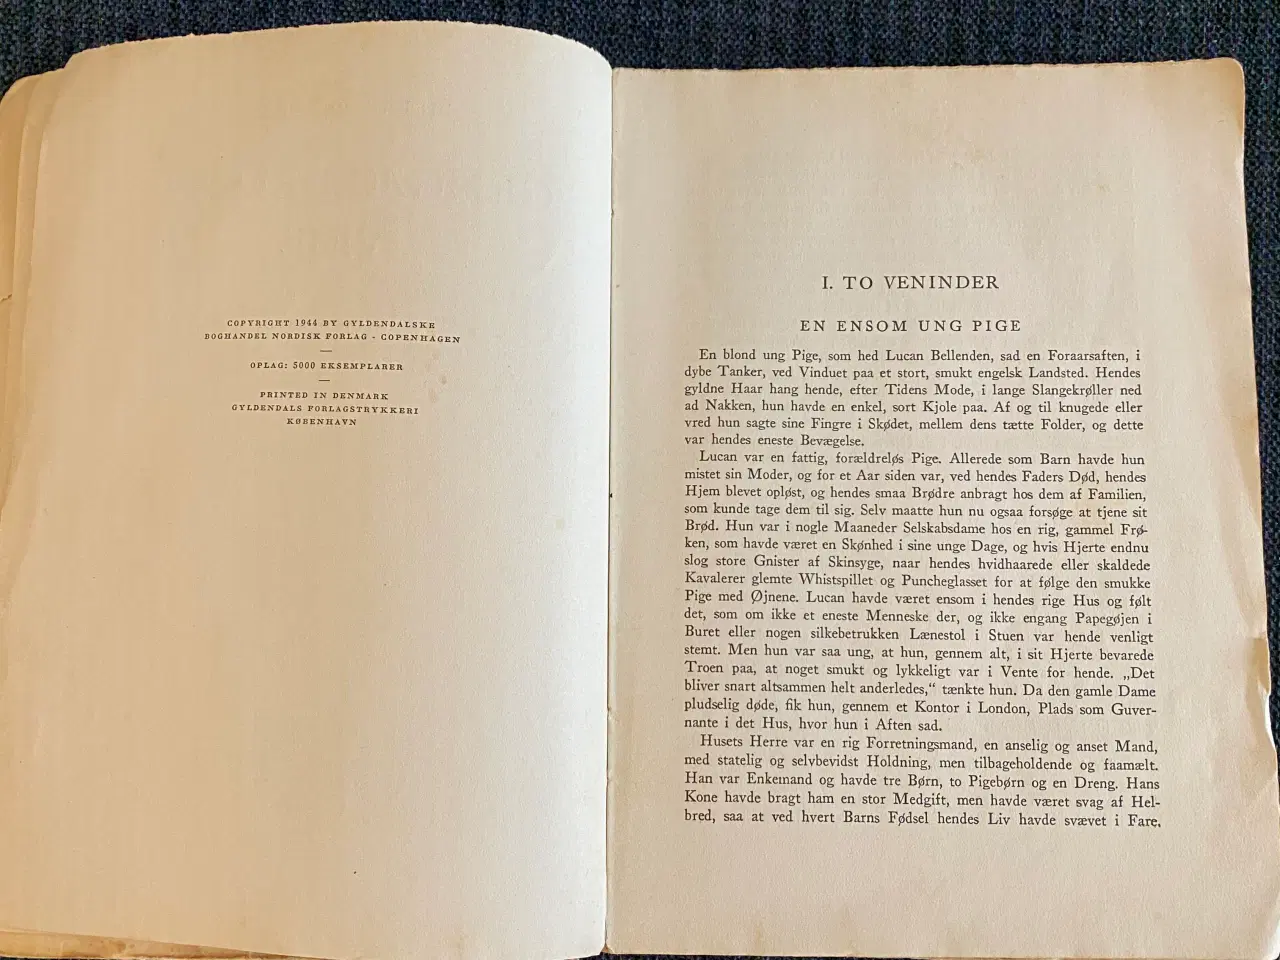 COPYRIGHT 1944 BY GYLDENDALSKE
BOGHANDEL NORDISK FORLAG - COPENHAGEN
—
OPLAG: 5000 EKSEMPLARER
—
PRINTED IN DENMARK
GYLDENDALS FORLAGSTRYKKERI
KØBENHAVN
I. TO VENINDER
EN ENSOM UNG PIGE
En blond ung Pige, som hed Lucan Bellenden, sad en Foraarsaften, i
dybe Tanker, ved Vinduet paa et stort, smukt engelsk Landsted. Hendes
gyldne Haar hang hende, efter Tidens Mode, i lange Slangekrøller ned
ad Nakken, hun havde en enkel, sort Kjole paa. Af og til knugede eller
vred hun sagte sine Fingre i Skødet, mellem dens tætte Folder, og dette
var hendes eneste Bevægelse.
Lucan var en fattig, forældreløs Pige. Allerede som Barn havde hun
mistet sin Moder, og for et Aar siden var, ved hendes Faders Død, hendes
Hjem blevet opløst, og hendes smaa Brødre anbragt hos dem af Familien,
som kunde tage dem til sig. Selv maatte hun nu ogsaa forsøge at tjene sit
Brød. Hun var i nogle Maaneder Selskabsdame hos en rig, gammel Frø-
ken, som havde været en Skønhed i sine unge Dage, og hvis Hjerte endnu
slog store Gnister af Skinsyge, naar hendes hvidhaarede eller skaldede
Kavalerer glemte Whistspillet og Puncheglasset for at følge den smukke
Pige med Øjnene. Lucan havde været ensom i hendes rige Hus og følt
det, som om ikke et eneste Menneske der, og ikke engang Papegøjen i
Buret eller nogen silkebetrukken Lænestol i Stuen var hende venligt
stemt. Men hun var saa ung, at hun, gennem alt, i sit Hjerte bevarede
Troen paa, at noget smukt og lykkeligt var i Vente for hende. „Det
bliver snart altsammen helt anderledes,“ tænkte hun. Da den gamle Dame
pludselig døde, fik hun, gennem et Kontor i London, Plads som Guver-
nante i det Hus, hvor hun i Aften sad.
Husets Herre var en rig Forretningsmand, en anselig og anset Mand,
med statelig og selvbevidst Holdning, men tilbageholdende og faamælt.
Han var Enkemand og havde tre Børn, to Pigebørn og en Dreng. Hans
Kone havde bragt ham en stor Medgift, men havde været svag af Hel-
bred, saa at ved hvert Barns Fødsel hendes Liv havde svævet i Fare.